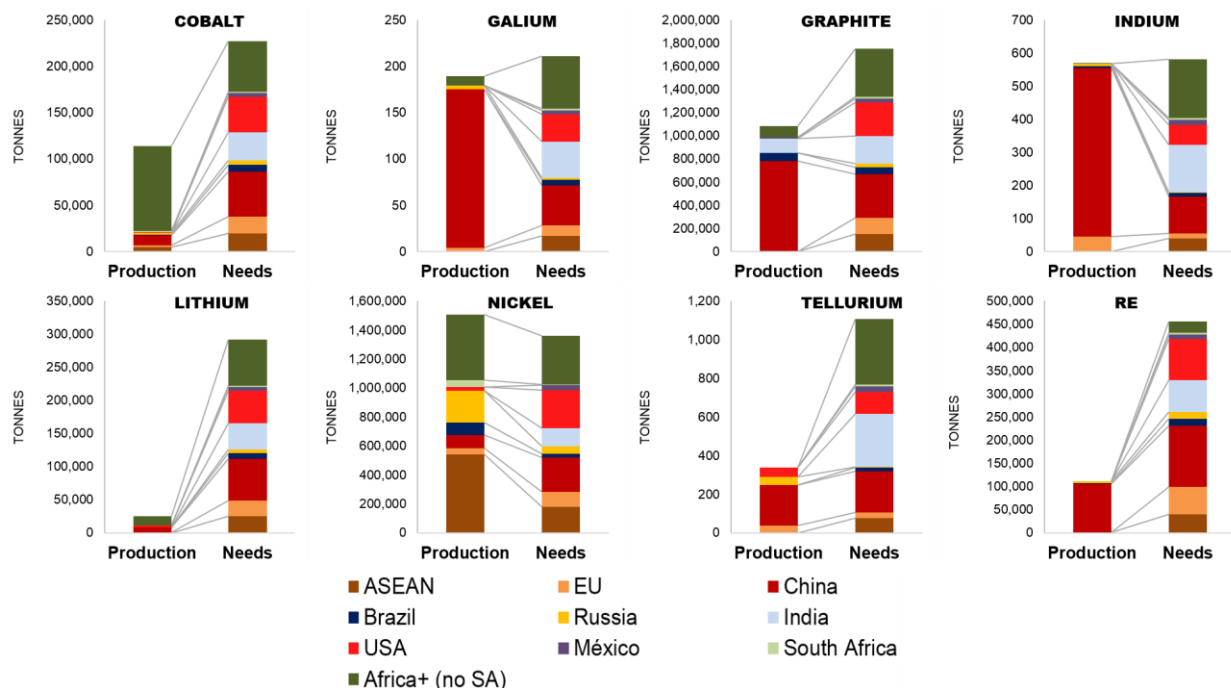 COBALT
250,000
200,000
150,000
100,000
50,000
0
TONNES
Production Needs
GALIUM
250
200
150
100
50
0
TONNES
Production Needs
GRAPHITE
2,000,000
1,800,000
1,600,000
1,400,000
1,200,000
1,000,000
800,000
600,000
400,000
200,000
0
TONNES
Production Needs
INDIUM
700
600
500
400
300
200
100
0
TONNES
Production Needs
LITHIUM
350,000
300,000
250,000
200,000
150,000
100,000
50,000
0
TONNES
Production Needs
NICKEL
1,600,000
1,400,000
1,200,000
1,000,000
800,000
600,000
400,000
200,000
0
TONNES
Production Needs
TELLURIUM
1,200
1,000
800
600
400
200
0
TONNES
Production Needs
RE
500,000
450,000
400,000
350,000
300,000
250,000
200,000
150,000
100,000
50,000
0
TONNES
Production Needs
ASEAN EU China
Brazil Russia India
USA México South Africa
Africa+ (no SA)